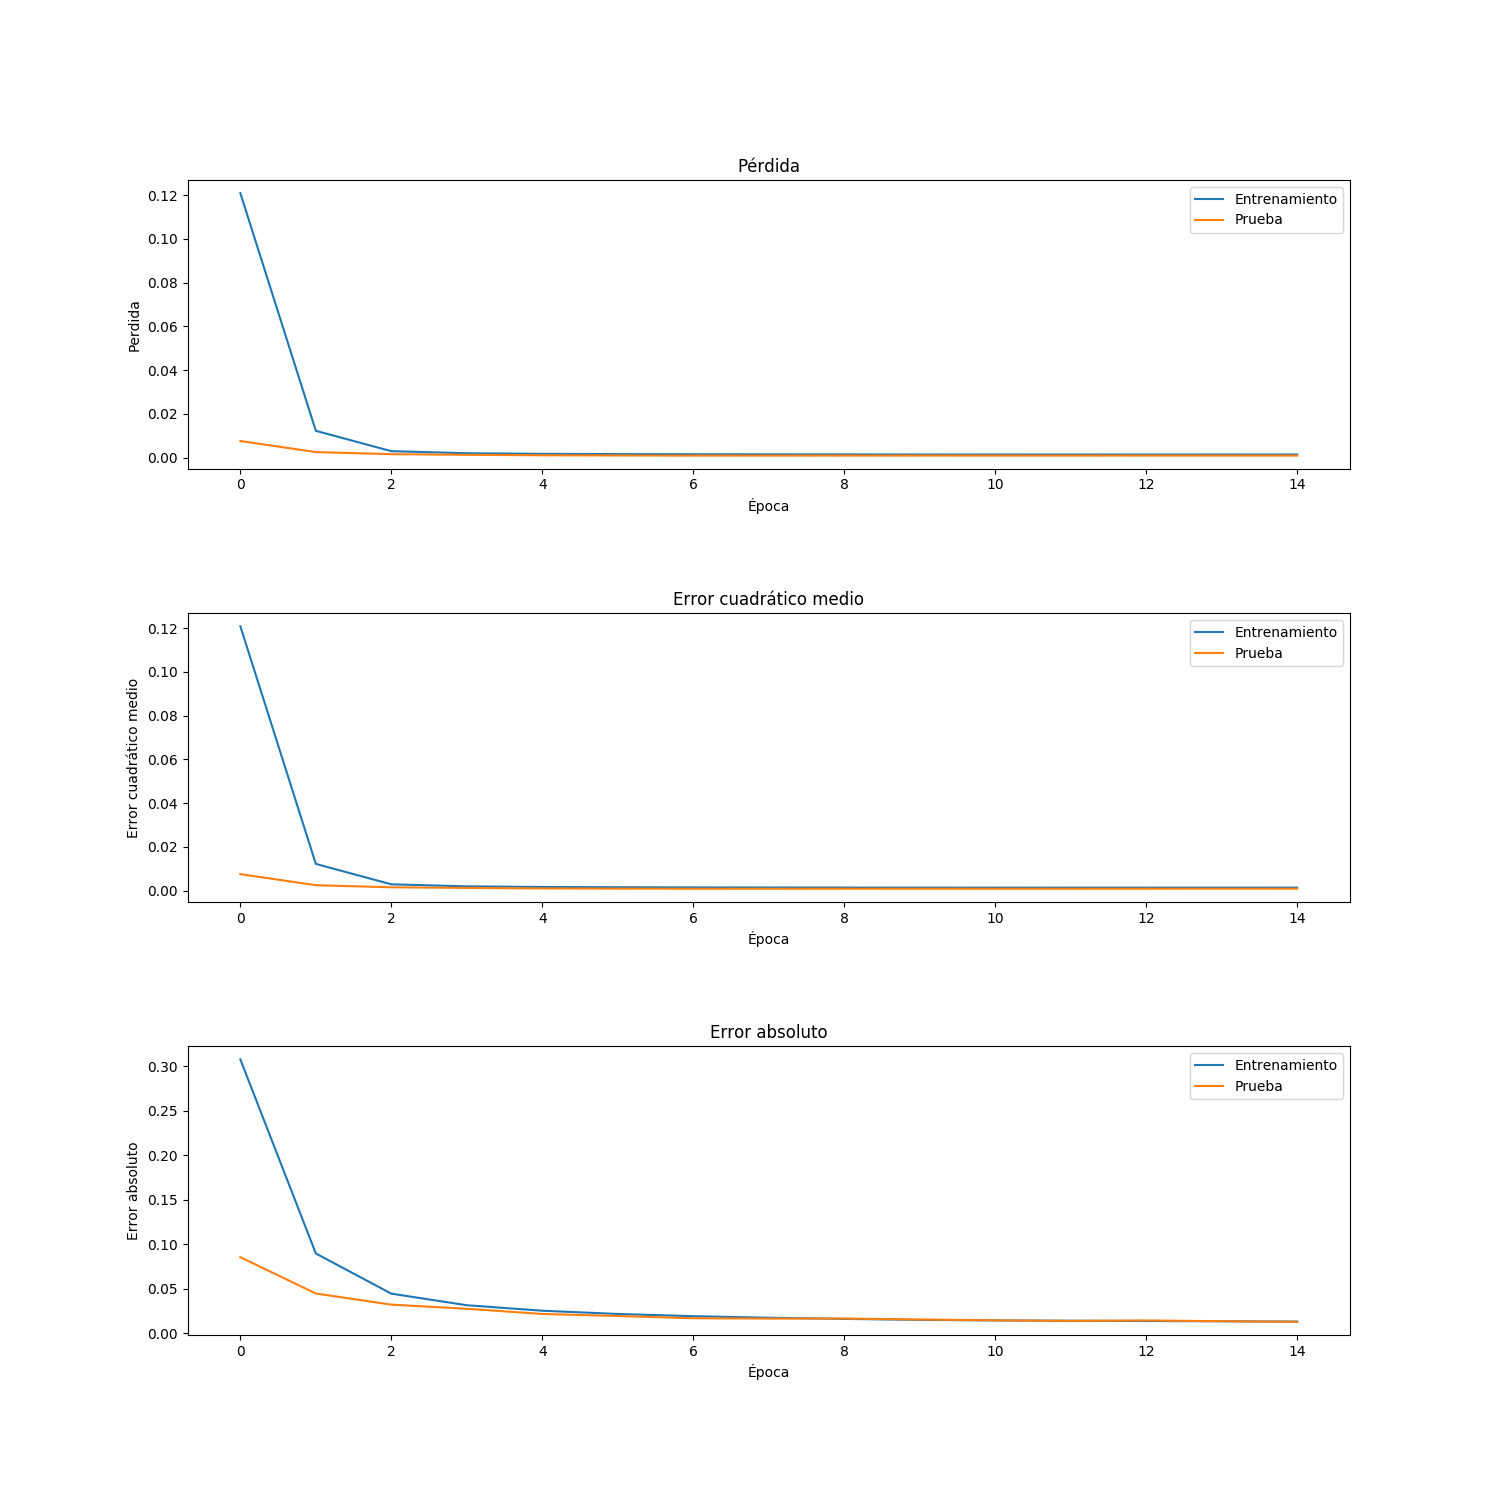 Pérdida
0.12
0.10
0.08
0.06
0.04
0.02
0.00
Perdida
Entrenamiento
Prueba
0 2 4 6 8 10 12 14
Época
Error cuadrático medio
0.12
0.10
0.08
0.06
0.04
0.02
0.00
Error cuadrático medio
Entrenamiento
Prueba
0 2 4 6 8 10 12 14
Época
Error absoluto
0.30
0.25
0.20
0.15
0.10
0.05
0.00
Error absoluto
Entrenamiento
Prueba
0 2 4 6 8 10 12 14
Época